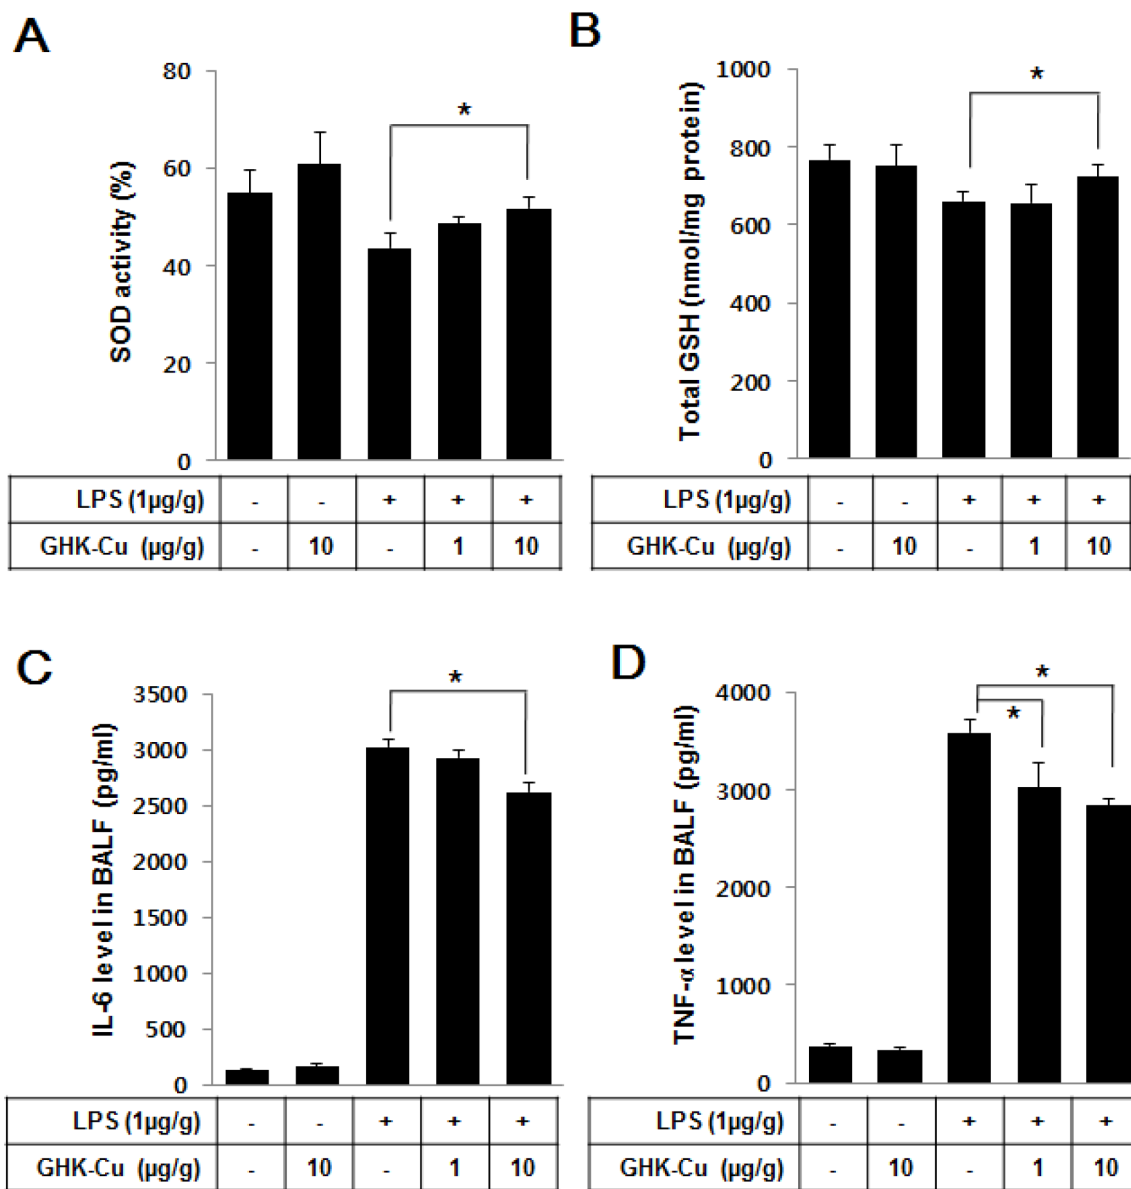 A
SOD activity (%)
80
60
40
20
0
*
LPS (1µg/g) - - + + +
GHK-Cu (µg/g) - 10 - 1 10
B
Total GSH (nmol/mg protein)
1000
800
600
400
200
0
*
LPS (1µg/g) - - + + +
GHK-Cu (µg/g) - 10 - 1 10
C
IL-6 level in BALF (pg/ml)
3500
3000
2500
2000
1500
1000
500
0
*
LPS (1µg/g) - - + + +
GHK-Cu (µg/g) - 10 - 1 10
D
TNF-α level in BALF (pg/ml)
4000
3000
2000
1000
0
*
*
LPS (1µg/g) - - + + +
GHK-Cu (µg/g) - 10 - 1 10